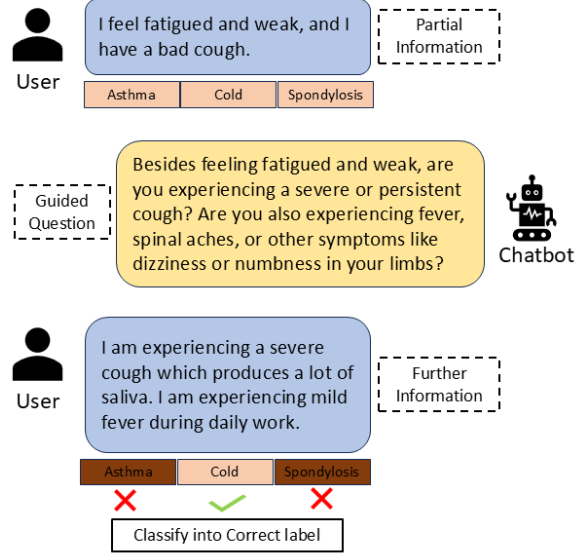 I feel fatigued and weak, and I
have a bad cough.
Partial
Information
User
Asthma Cold Spondylosis
Besides feeling fatigued and weak, are
you experiencing a severe or persistent
cough? Are you also experiencing fever,
spinal aches, or other symptoms like
dizziness or numbness in your limbs?
Guided
Question
Chatbot
I am experiencing a severe
cough which produces a lot of
saliva. I am experiencing mild
fever during daily work.
Further
Information
User
Asthma Cold Spondylosis
Classify into Correct label